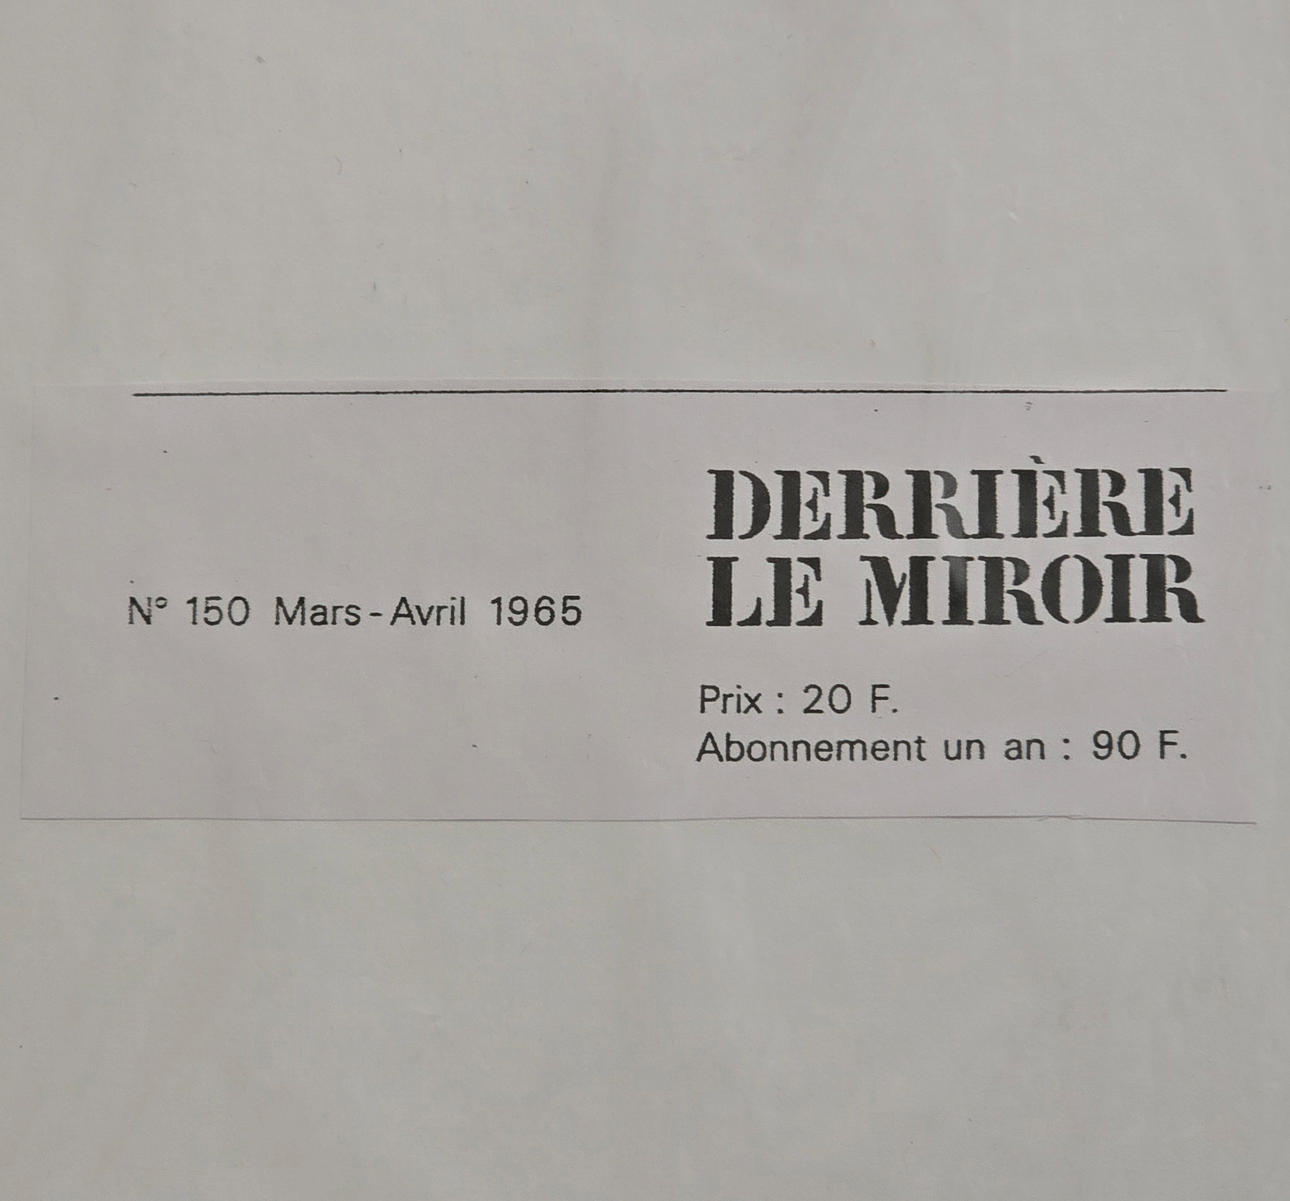 DERRIÈRE
LE MIROIR
N° 150 Mars-Avril 1965
Prix : 20 F.
Abonnement un an : 90 F.